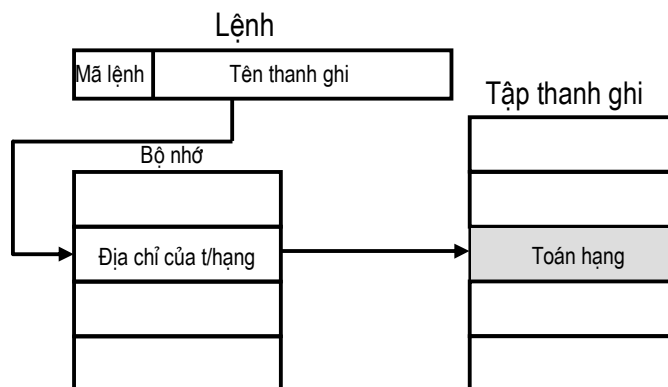 Lệnh
Mã lệnh
Tên thanh ghi
Tập thanh ghi
Bộ nhớ
Địa chỉ của t/hạng
Toán hạng